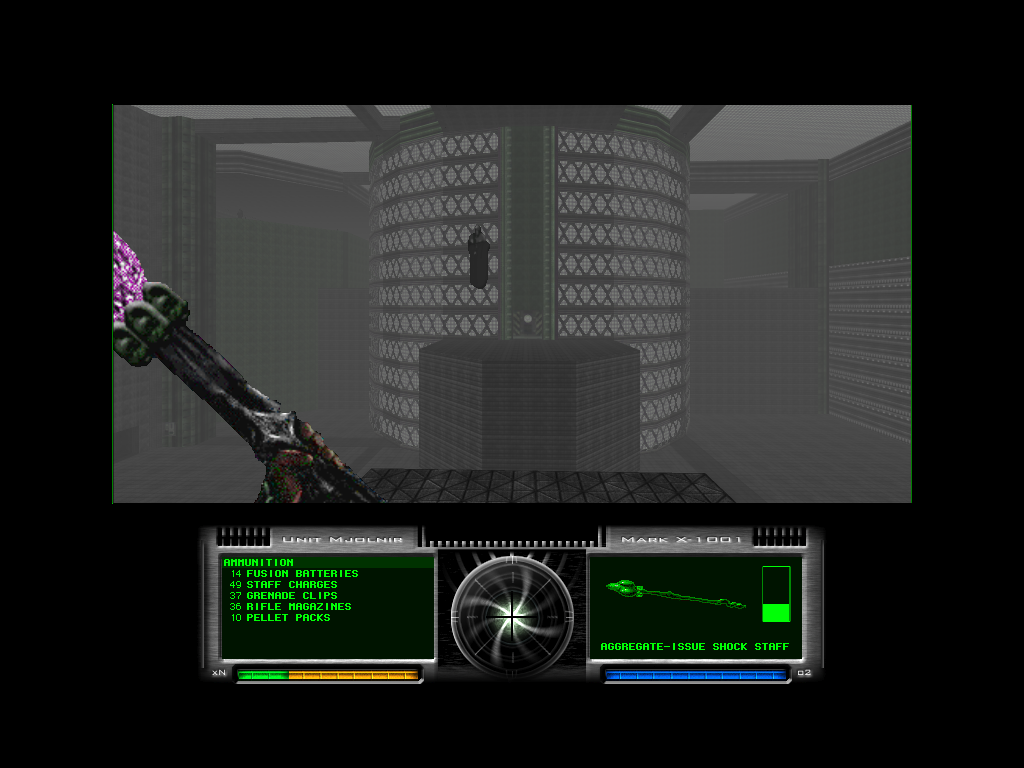 Unit Mjolnir
Mark X-1001
AMMUNITION
14 FUSION BATTERIES
49 STAFF CHARGES
37 GRENADE CLIPS
36 RIFLE MAGAZINES
10 PELLET PACKS
AGGREGATE-ISSUE SHOCK STAFF
xN
o2